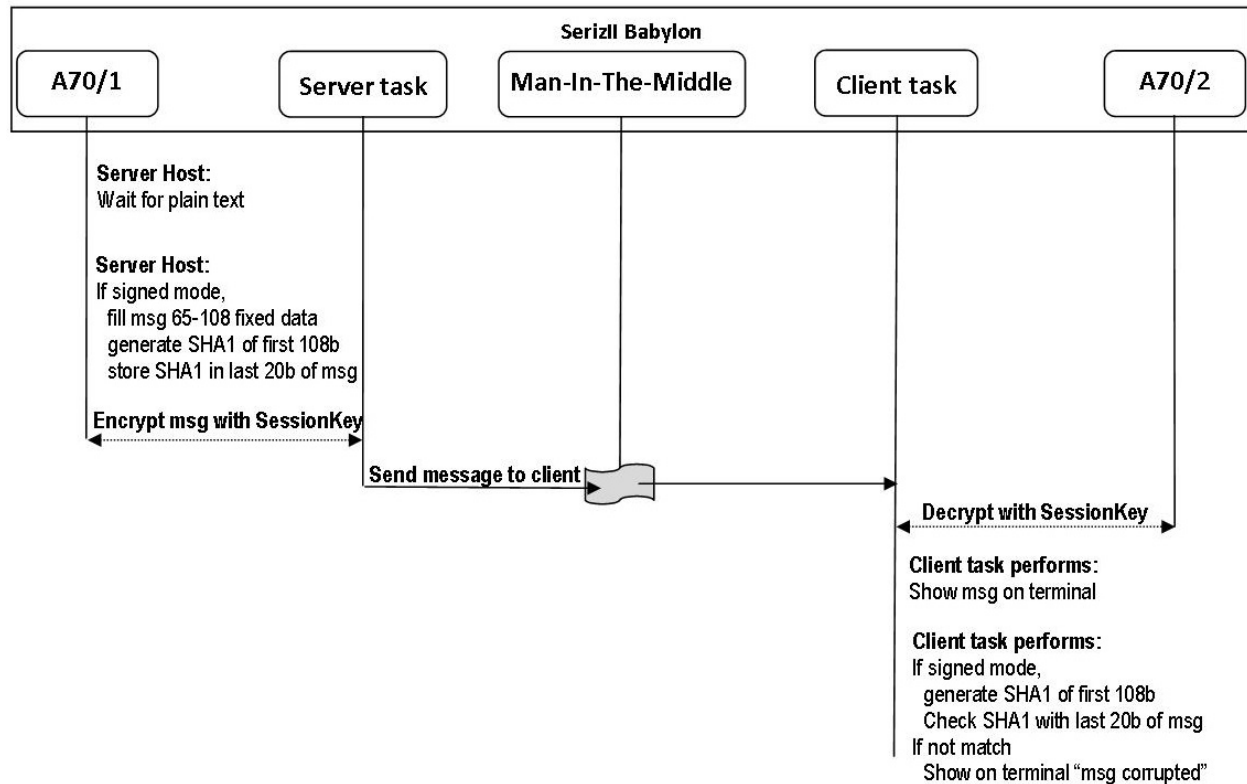 SerizII Babylon
A70/1
Server task
Man-In-The-Middle
Client task
A70/2
Server Host:
Wait for plain text
Server Host:
If signed mode,
fill msg 65-108 fixed data
generate SHA1 of first 108b
store SHA1 in last 20b of msg
Encrypt msg with SessionKey
Send message to client
Decrypt with SessionKey
Client task performs:
Show msg on terminal
Client task performs:
If signed mode,
generate SHA1 of first 108b
Check SHA1 with last 20b of msg
If not match
Show on terminal “msg corrupted”